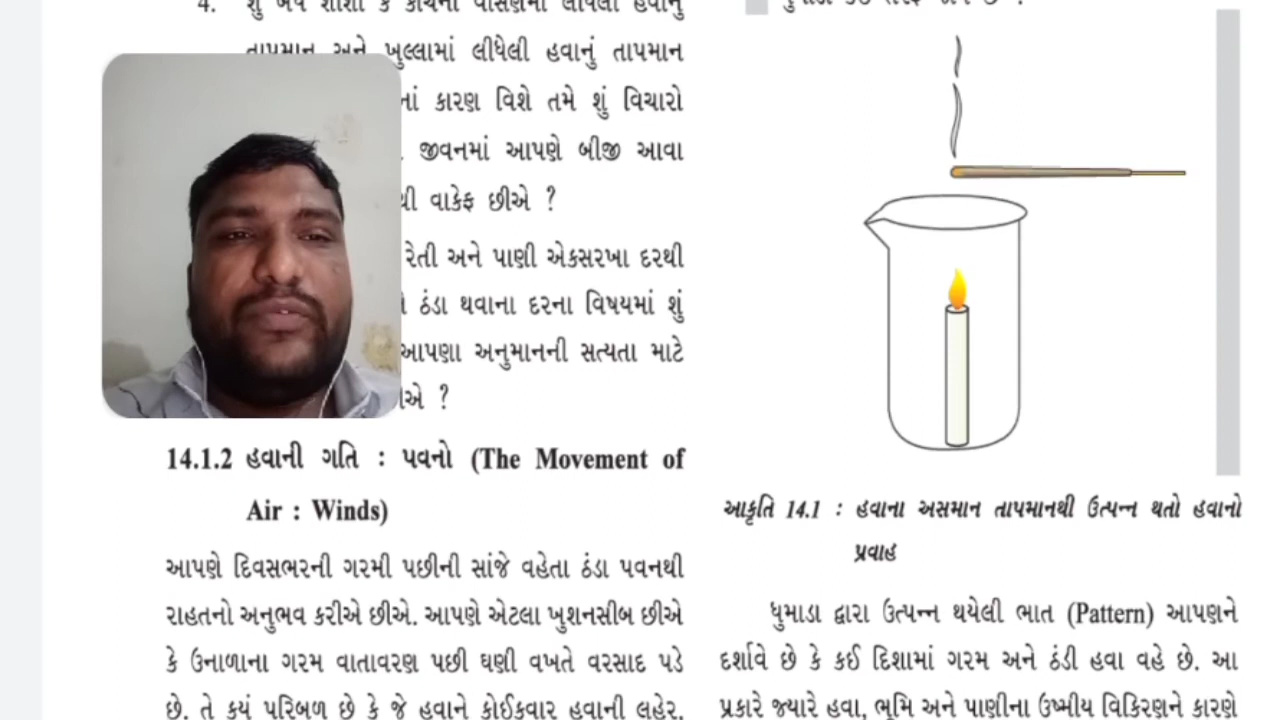 4. શું બંધ શીશી કે કાચના વાસણમાં લીધેલી હવાનું
તાપમાન અને ખુલ્લામાં લીધેલી હવાનું તાપમાન
કારણ વિશે તમે શું વિચારો
જીવનમાં આપણે બીજી આવા
વાકેફ છીએ ?
રેતી અને પાણી એકસરખા દરથી
ઠંડા થવાના દરના વિષયમાં શું
આપણા અનુમાનની સત્યતા માટે
?
14.1.2 હવાની ગતિ : પવનો (The Movement of
Air : Winds)
આપણે દિવસભરની ગરમી પછીની સાંજે વહેતા ઠંડા પવનથી
રાહતનો અનુભવ કરીએ છીએ. આપણે એટલા ખુશનસીબ છીએ
કે ઉનાળાના ગરમ વાતાવરણ પછી ઘણી વખતે વરસાદ પડે
છે. તે કયું પરિબળ છે કે જે હવાને કોઈકવાર હવાની લહેર,
આકૃતિ 14.1 : હવાના અસમાન તાપમાનથી ઉત્પન્ન થતો હવાનો
પ્રવાહ
ધુમાડા દ્વારા ઉત્પન્ન થયેલી ભાત (Pattern) આપણને
દર્શાવે છે કે કઈ દિશામાં ગરમ અને ઠંડી હવા વહે છે. આ
પ્રકારે જ્યારે હવા, ભૂમિ અને પાણીના ઉષ્મીય વિકિરણને કારણે